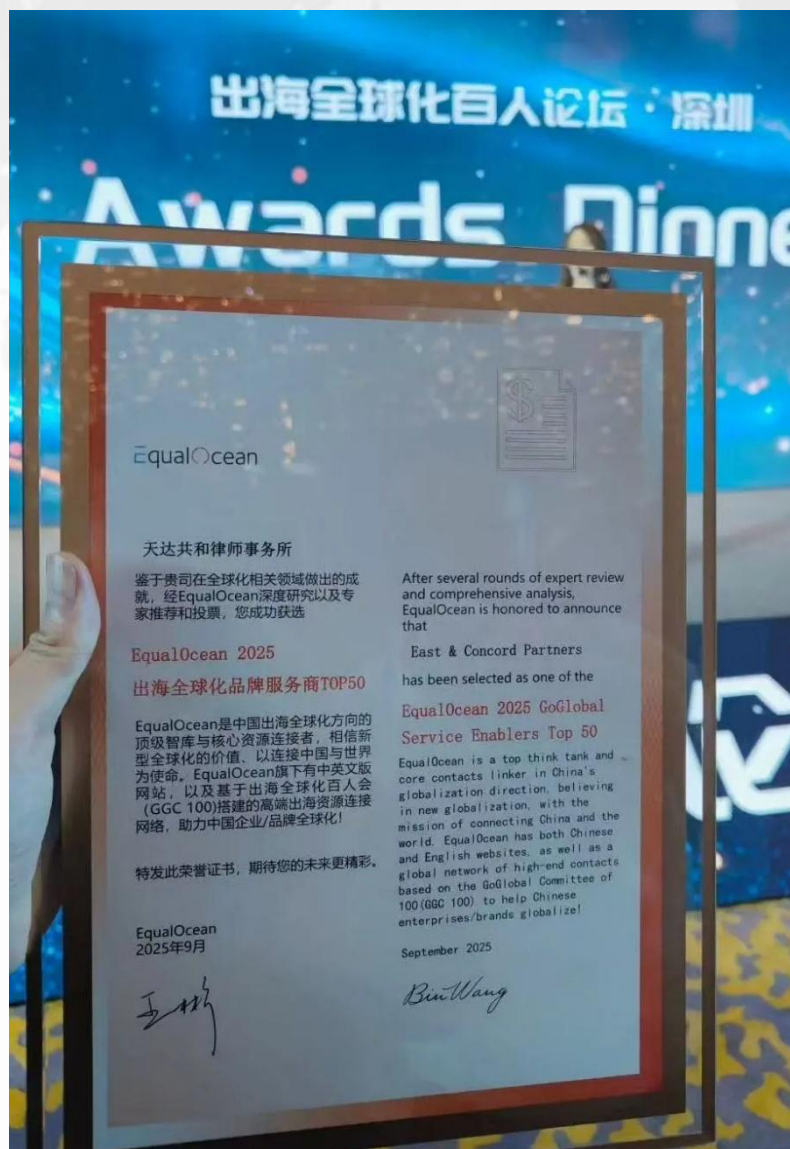 出海全球化百人论坛·深圳
Awards Dinne
EqualOcean
天达共和律师事务所
鉴于贵司在全球化相关领域做出的成
就，经EqualOcean深度研究以及专
家推荐和投票，您成功获选
EqualOcean 2025
出海全球化品牌服务商TOP50
EqualOcean是中国出海全球化方向的
顶级智库与核心资源连接者，相信新
型全球化的价值、以连接中国与世界
为使命。EqualOcean旗下有中英文版
网站，以及基于出海全球化百人会
（GGC 100)搭建的高端出海资源连接
网络，助力中国企业/品牌全球化！
特发此荣誉证书，期待您的未来更精彩。
EqualOcean
2025年9月
王彬
After several rounds of expert review
and comprehensive analysis,
EqualOcean is honored to announce
that
East & Concord Partners
has been selected as one of the
EqualOcean 2025 GoGlobal
Service Enablers Top 50
EqualOcean is a top think tank and
core contacts linker in China's
globalization direction, believing
in new globalization, with the
mission of connecting China and the
world. EqualOcean has both Chinese
and English websites, as well as a
global network of high-end contacts
based on the GoGlobal Committee of
100(GGC 100) to help Chinese
enterprises/brands globalize!
September 2025
Bin Wang